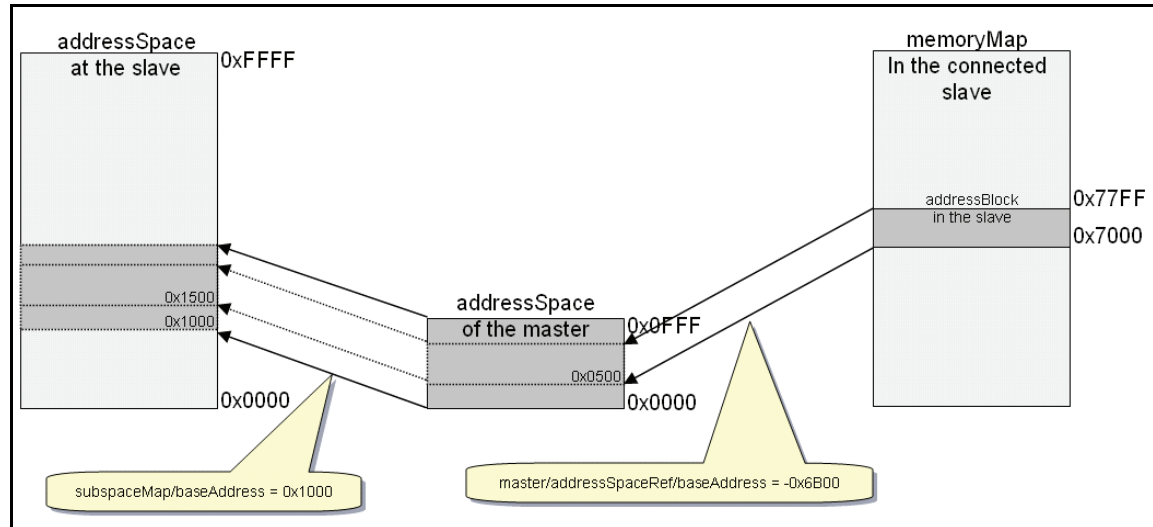 addressSpace
at the slave
0xFFFF
0x1500
0x1000
0x0000
addressSpace
of the master
0x0FFF
0x0500
0x0000
memoryMap
In the connected
slave
addressBlock
in the slave
0x77FF
0x7000
subspaceMap/baseAddress = 0x1000
master/addressSpaceRef/baseAddress = -0x6B00